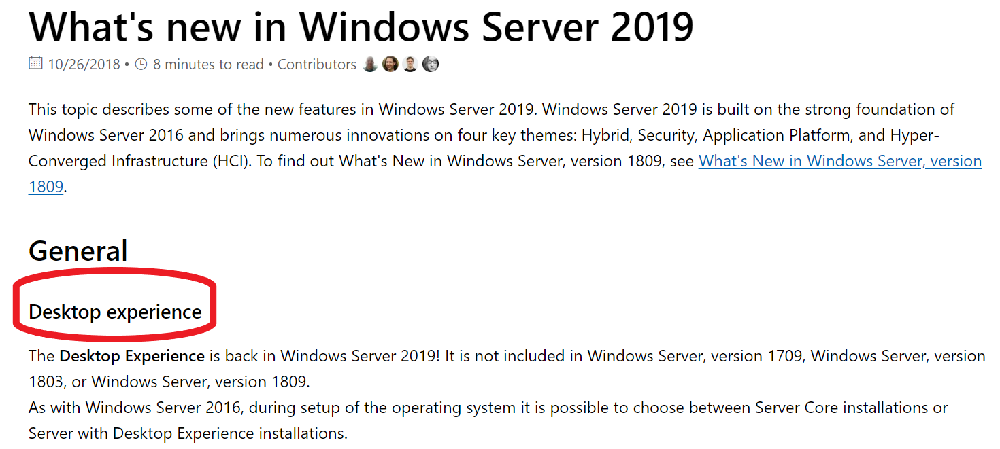 What's new in Windows Server 2019
10/26/2018 • 8 minutes to read • Contributors
This topic describes some of the new features in Windows Server 2019. Windows Server 2019 is built on the strong foundation of
Windows Server 2016 and brings numerous innovations on four key themes: Hybrid, Security, Application Platform, and Hyper-
Converged Infrastructure (HCI). To find out What's New in Windows Server, version 1809, see What's New in Windows Server, version
1809.
General
Desktop experience
The Desktop Experience is back in Windows Server 2019! It is not included in Windows Server, version 1709, Windows Server, version
1803, or Windows Server, version 1809.
As with Windows Server 2016, during setup of the operating system it is possible to choose between Server Core installations or
Server with Desktop Experience installations.